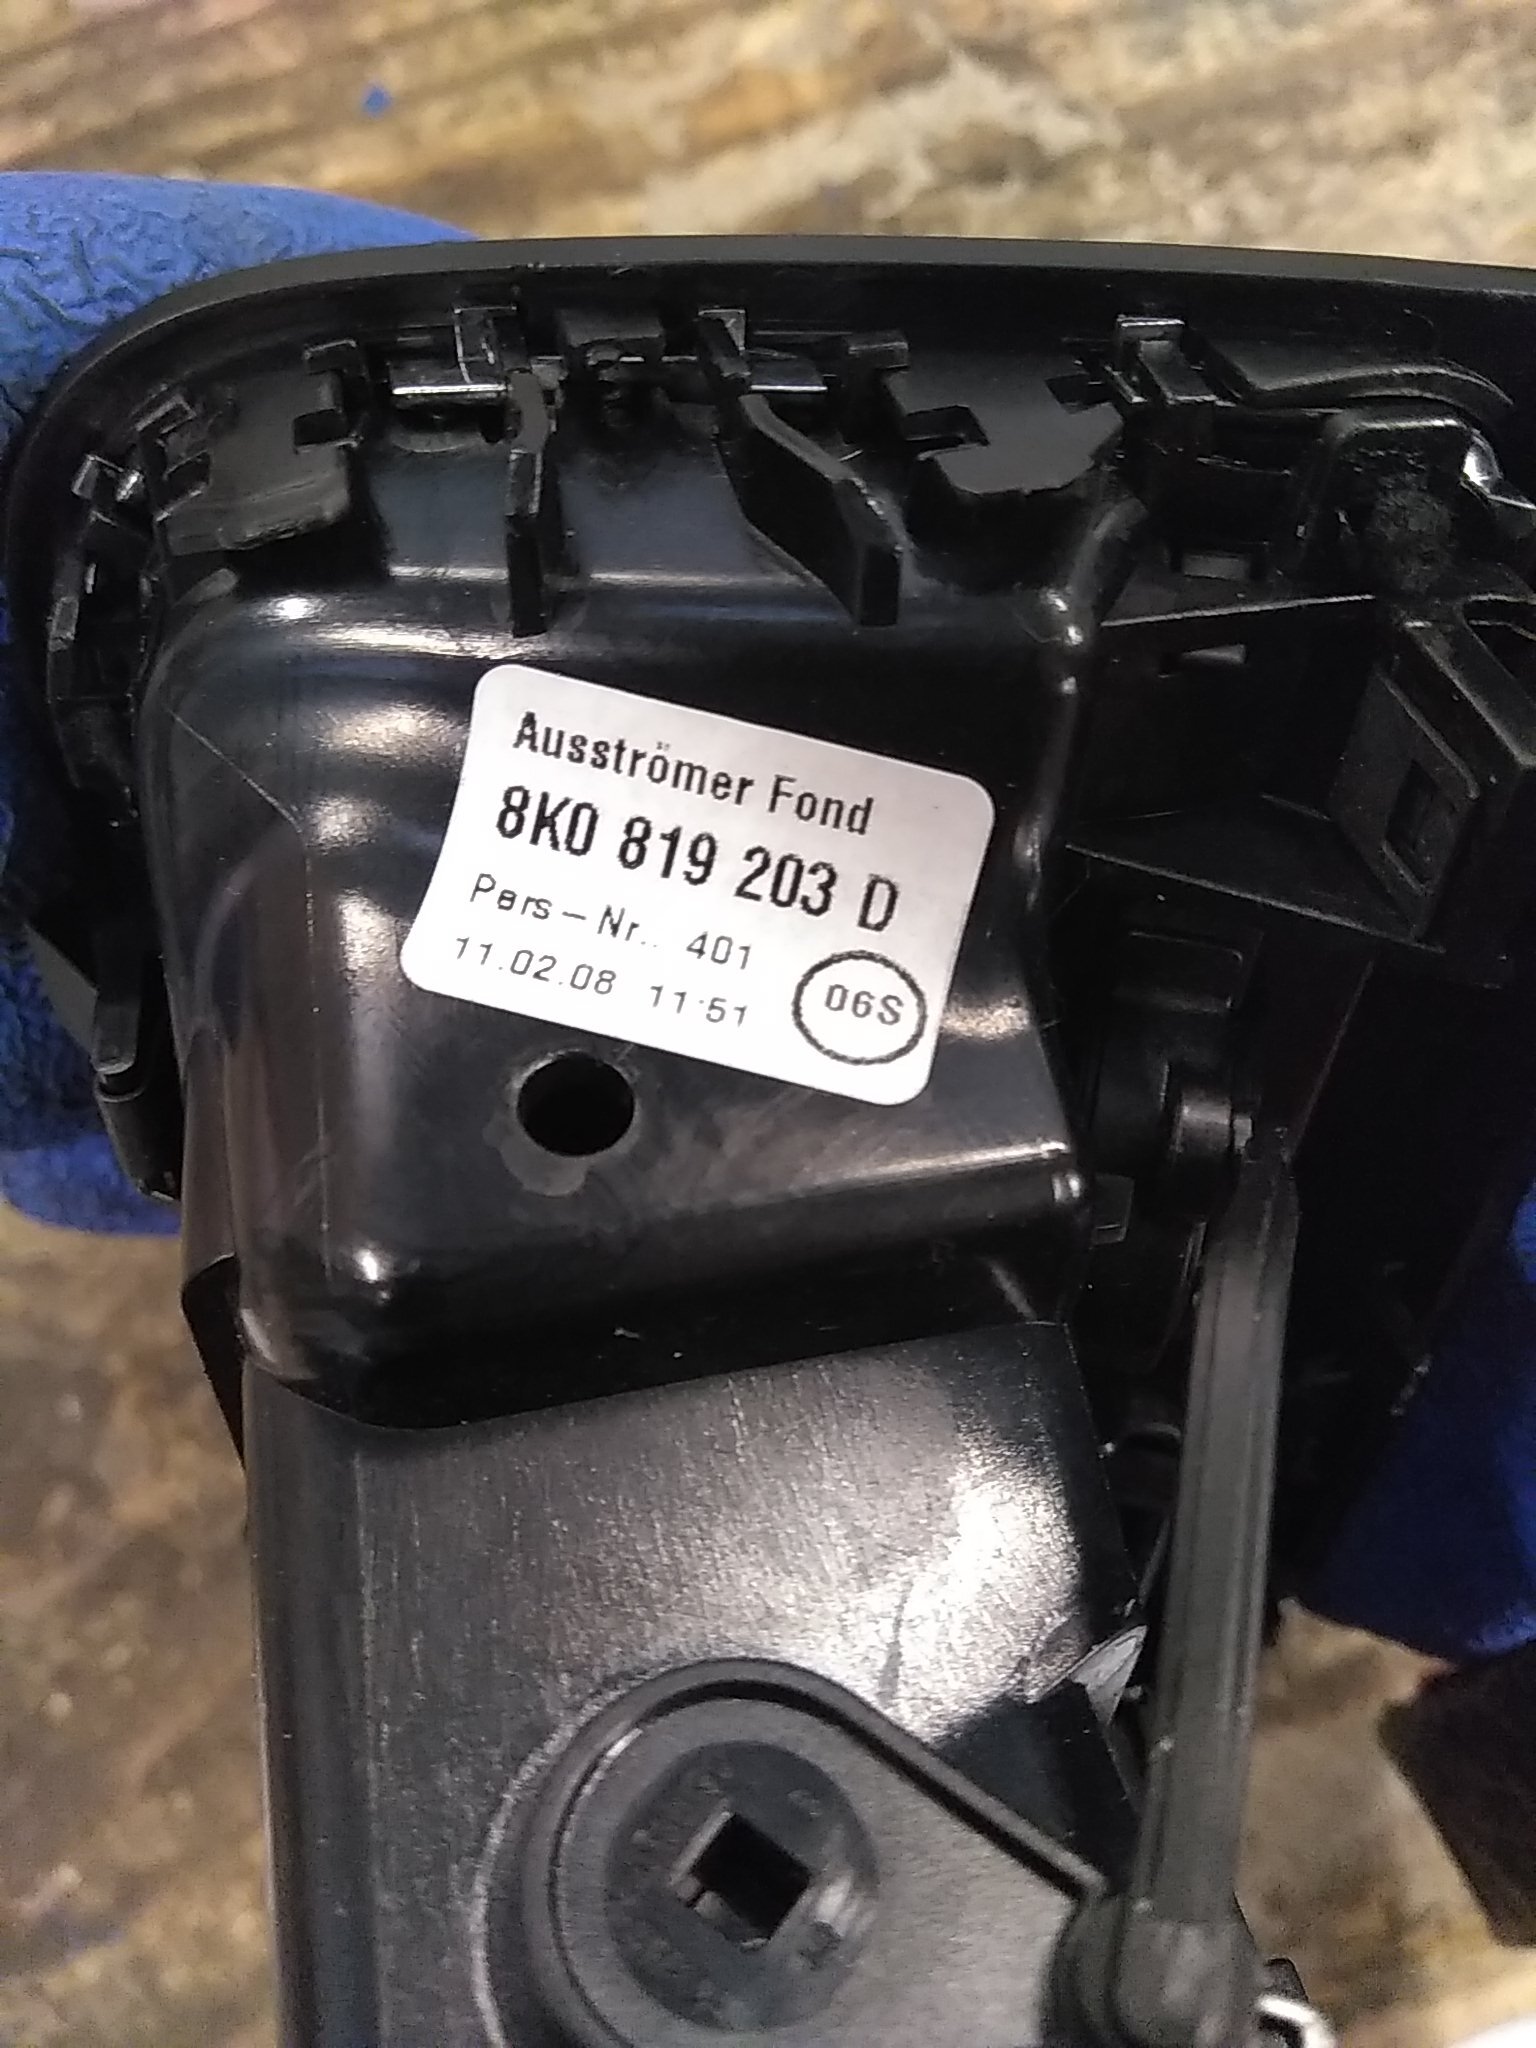 Ausströmer Fond
8K0 819 203 D
Pers-Nr.. 401
11.02.08 11:51
06S